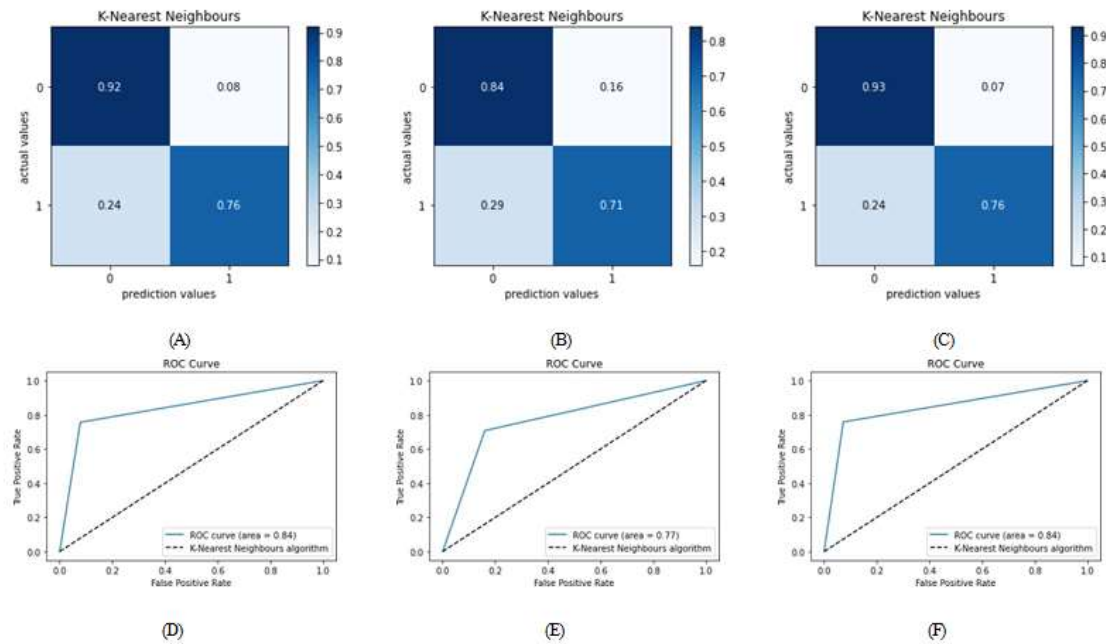 K-Nearest Neighbours
0.92 0.08
0.24 0.76
0
1
actual values
0 1
prediction values
0.9
0.8
0.7
0.6
0.5
0.4
0.3
0.2
0.1
(A)
K-Nearest Neighbours
0.84 0.16
0.29 0.71
0
1
actual values
0 1
prediction values
0.8
0.7
0.6
0.5
0.4
0.3
0.2
(B)
K-Nearest Neighbours
0.93 0.07
0.24 0.76
0
1
actual values
0 1
prediction values
0.9
0.8
0.7
0.6
0.5
0.4
0.3
0.2
0.1
(C)
ROC Curve
1.0
0.8
0.6
0.4
0.2
0.0
True Positive Rate
ROC curve (area = 0.84)
K-Nearest Neighbours algorithm
0.0 0.2 0.4 0.6 0.8 1.0
False Positive Rate
(D)
ROC Curve
1.0
0.8
0.6
0.4
0.2
0.0
True Positive Rate
ROC curve (area = 0.77)
K-Nearest Neighbours algorithm
0.0 0.2 0.4 0.6 0.8 1.0
False Positive Rate
(E)
ROC Curve
1.0
0.8
0.6
0.4
0.2
0.0
True Positive Rate
ROC curve (area = 0.84)
K-Nearest Neighbours algorithm
0.0 0.2 0.4 0.6 0.8 1.0
False Positive Rate
(F)